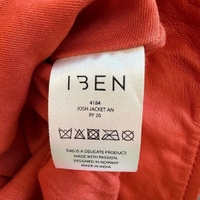 IBEN
4184
JOSH JACKET AN
PF 20
THIS IS A DELICATE PRODUCT
MADE WITH PASSION.
DESIGNED IN NORWAY
MADE IN INDIA